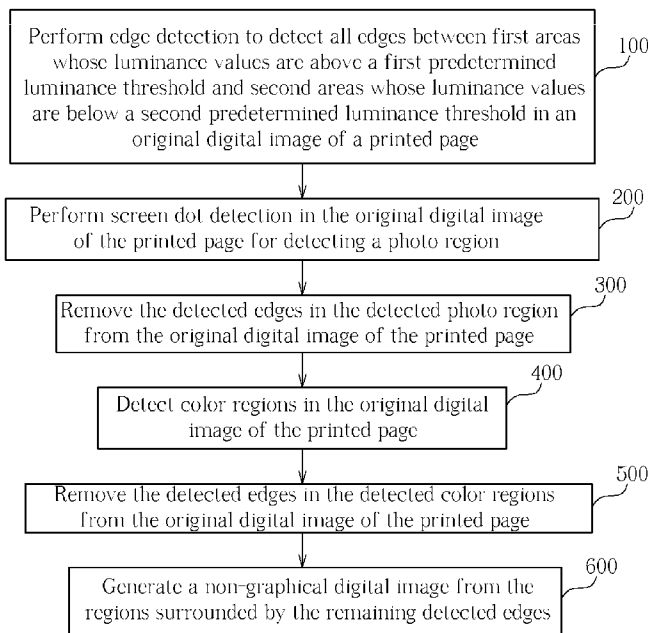 Perform edge detection to detect all edges between first areas
whose luminance values are above a first predetermined
luminance threshold and second areas whose luminance values
are below a second predetermined luminance threshold in an
original digital image of a printed page
100
Perform screen dot detection in the original digital image
of the printed page for detecting a photo region
200
Remove the detected edges in the detected photo region
from the original digital image of the printed page
300
Detect color regions in the original digital
image of the printed page
400
Remove the detected edges in the detected color regions
from the original digital image of the printed page
500
Generate a non-graphical digital image from the
regions surrounded by the remaining detected edges
600